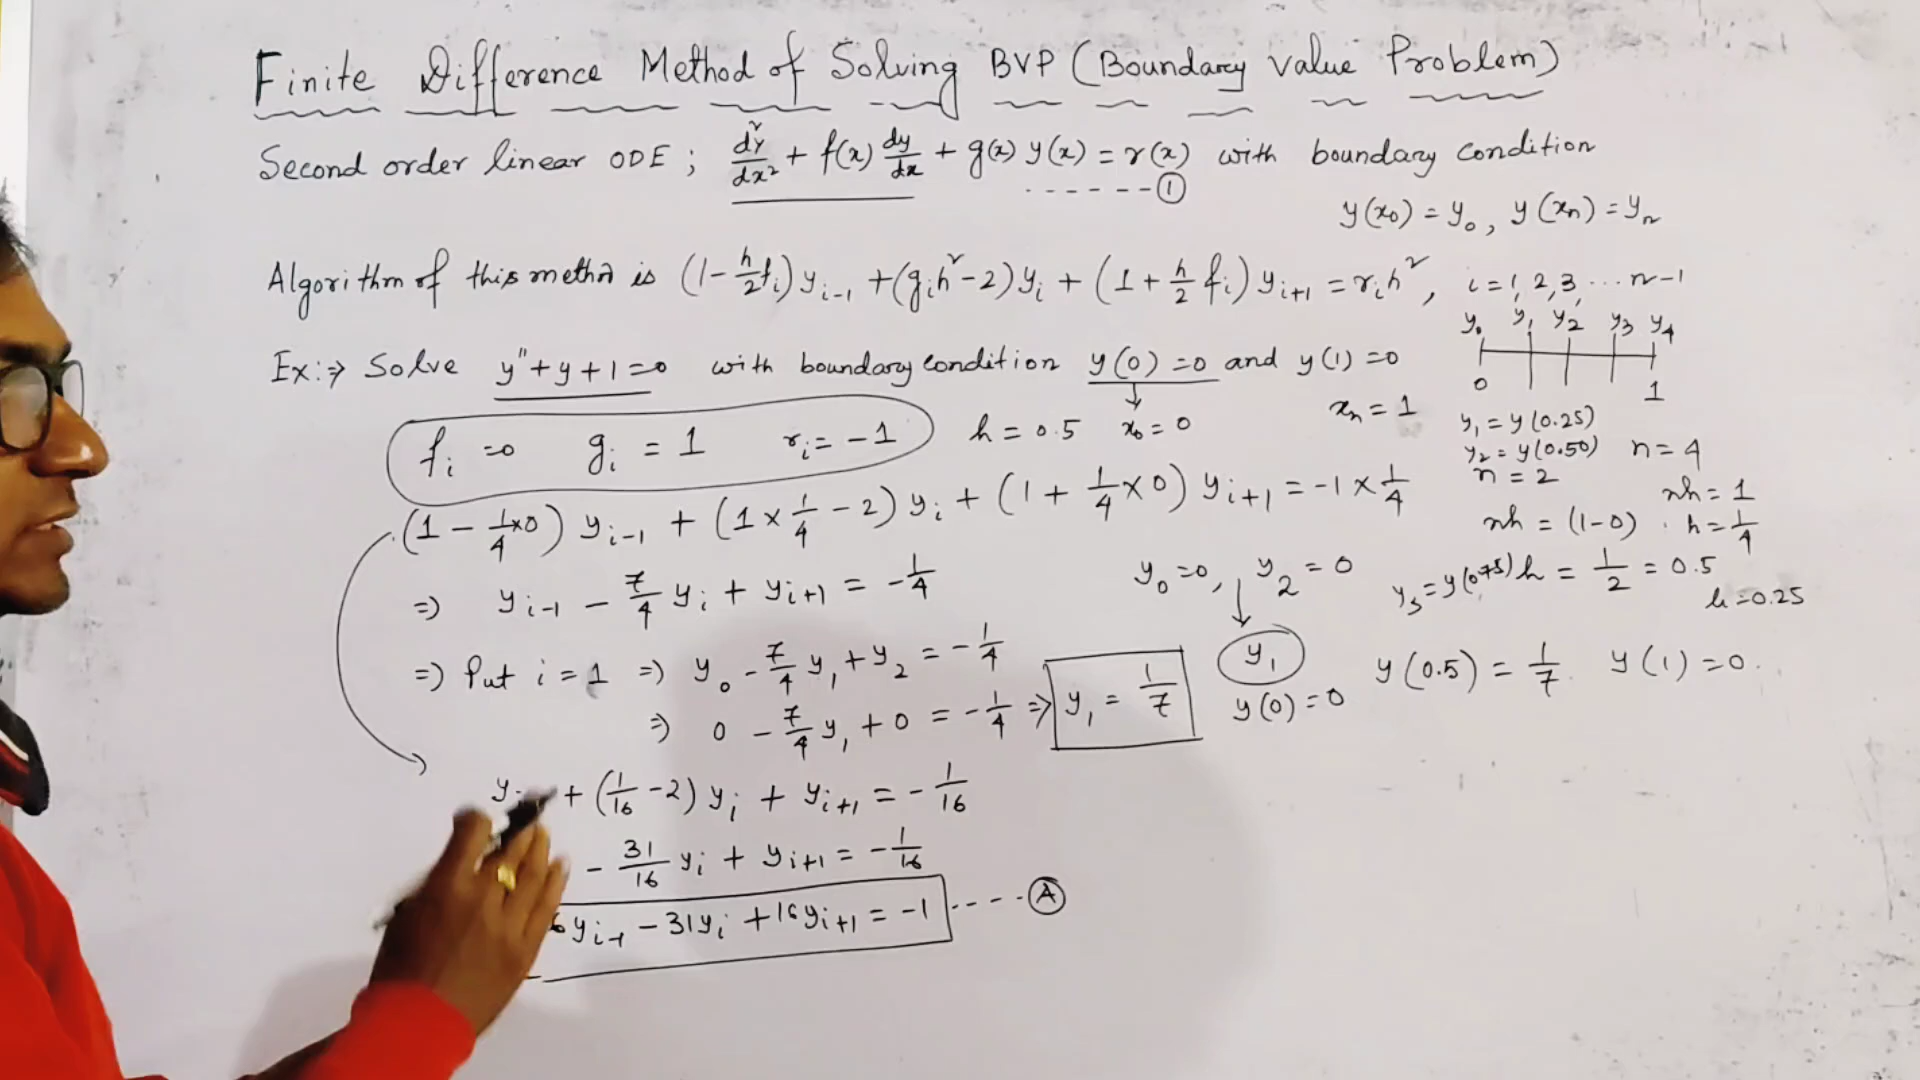 Finite Difference Method of Solving BVP (Boundary Value Problem)
Second order linear ODE ; d²y/dx² + f(x) dy/dx + g(x) y(x) = r(x) with boundary condition
------①
y(x₀) = y₀, y(xₙ) = yₙ
Algorithm of this method is (1 - h/2 fᵢ) yᵢ₋₁ + (gᵢh² - 2) yᵢ + (1 + h/2 fᵢ) yᵢ₊₁ = rᵢh², i = 1, 2, 3, ... n-1
y₀ y₁ y₂ y₃ y₄
Ex:⇒ Solve y'' + y + 1 = 0 with boundary condition y(0) = 0 and y(1) = 0
0 1
fᵢ = 0 gᵢ = 1 rᵢ = -1 h = 0.5 x₀ = 0 xₙ = 1
y₁ = y(0.25)
y₂ = y(0.50) n = 4
n = 2 nh = 1
(1 - 1/4×0) yᵢ₋₁ + (1 × 1/4 - 2) yᵢ + (1 + 1/4×0) yᵢ₊₁ = -1 × 1/4
nh = (1-0) . h = 1/4
⇒ yᵢ₋₁ - 7/4 yᵢ + yᵢ₊₁ = -1/4 y₀ = 0, y₂ = 0
y₃ = y(0.75) h = 1/2 = 0.5
h = 0.25
⇒ Put i = 1 ⇒ y₀ - 7/4 y₁ + y₂ = -1/4
y₁
y(0.5) = 1/7 y(1) = 0.
⇒ 0 - 7/4 y₁ + 0 = -1/4 ⇒ y₁ = 1/7 y(0) = 0
+ (1/16 - 2) yᵢ + yᵢ₊₁ = -1/16
- 31/16 yᵢ + yᵢ₊₁ = -1/16
yᵢ₋₁ - 31yᵢ + 16yᵢ₊₁ = -1 ----Ⓐ